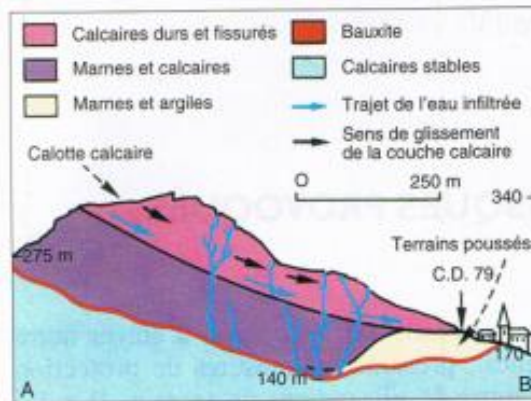 Calcaires durs et fissurés
Marnes et calcaires
Marnes et argiles
Bauxite
Calcaires stables
Trajet de l'eau infiltrée
Sens de glissement
de la couche calcaire
Calotte calcaire
O
250 m
340
Terrains poussés
C.D. 79
275 m
140 m
170
A
B